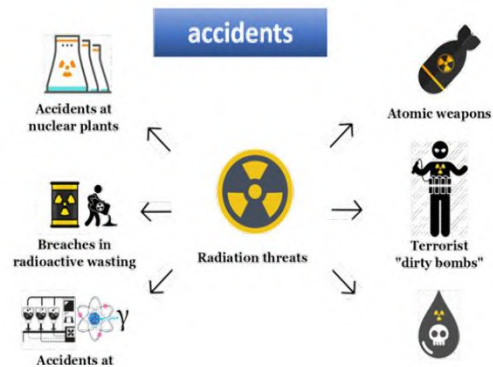 accidents
Accidents at
nuclear plants
Atomic weapons
Breaches in
radioactive wasting
Radiation threats
Terrorist
"dirty bombs"
γ
Accidents at